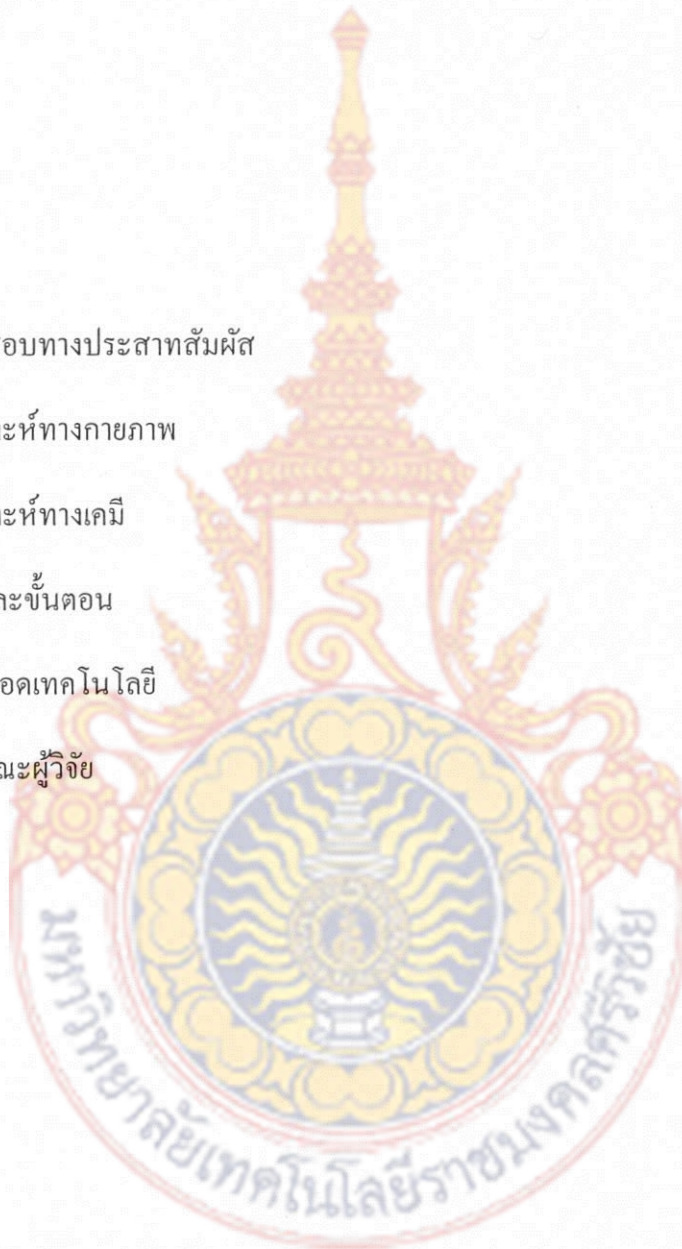 อบทางประสาทสัมผัส
ะห์ทางกายภาพ
ะห์ทางเคมี
ละขั้นตอน
อดเทคโนโลยี
ณะผู้วิจัย
มหาวิทยาลัยเทคโนโลยีราชมงคลศรีวิชัย